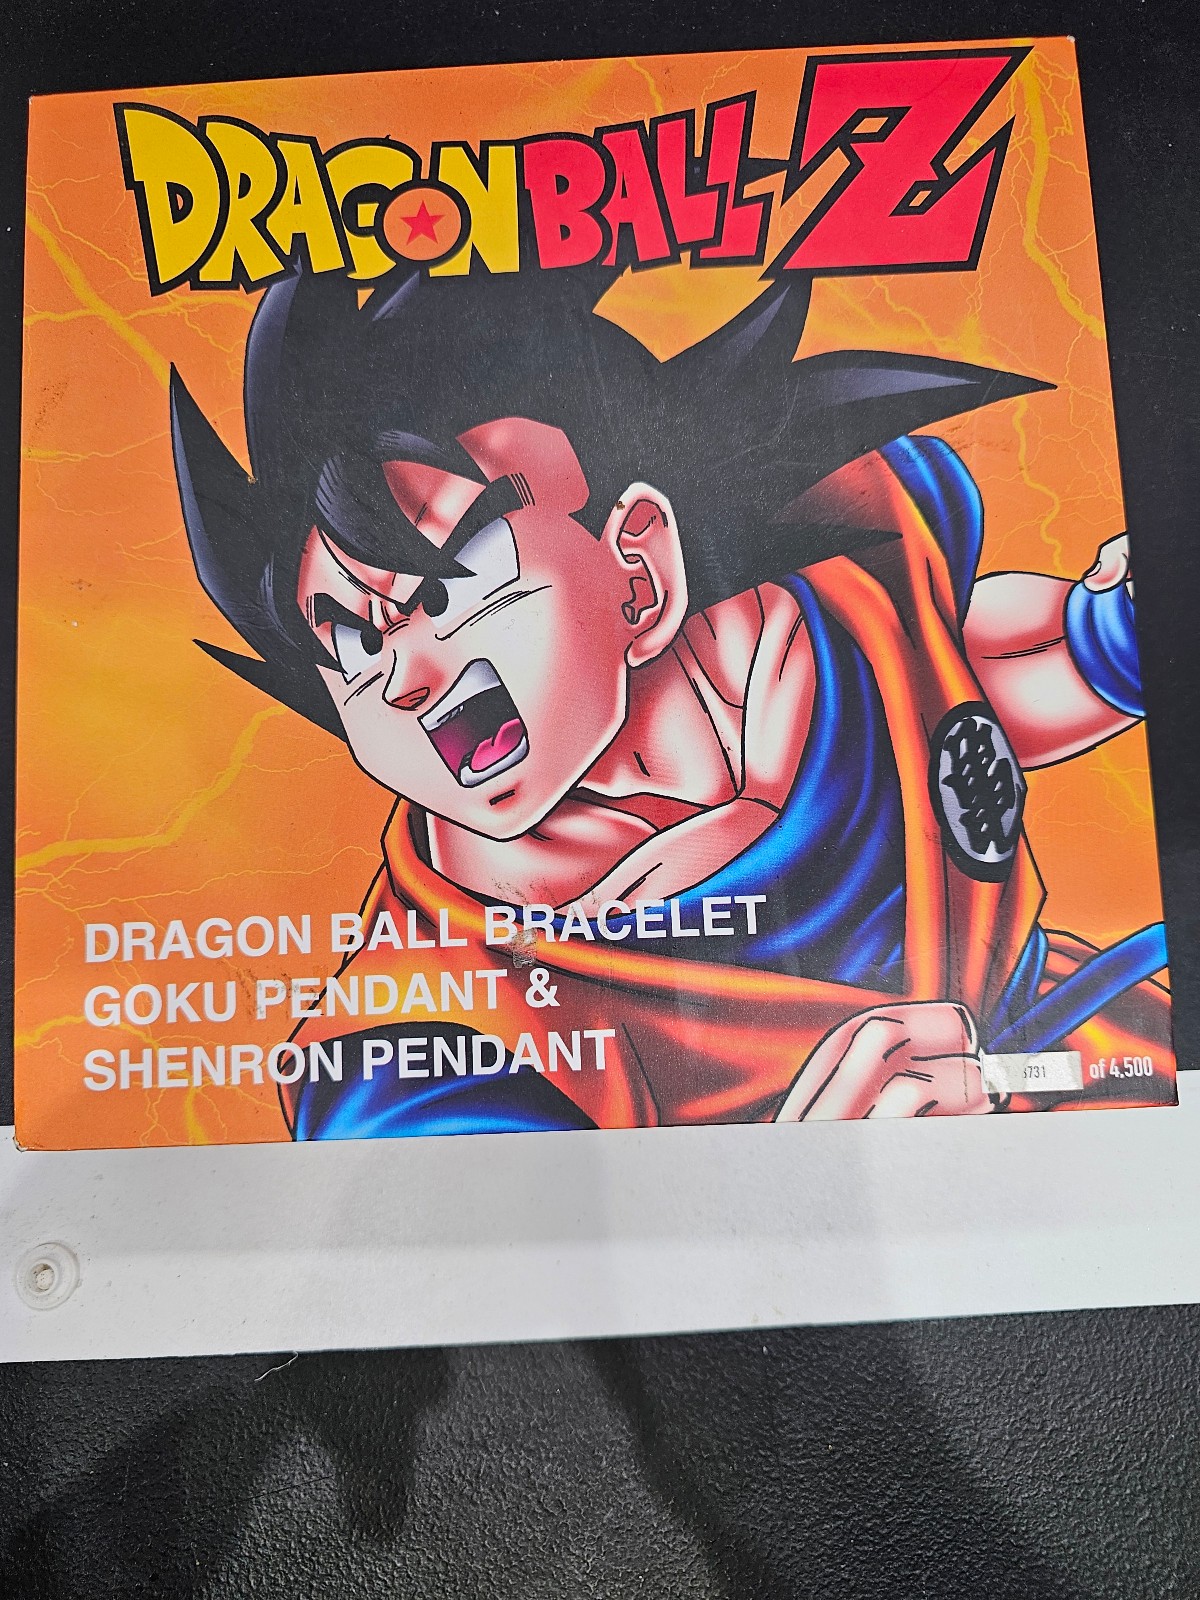 DRAGON BALL Z
DRAGON BALL BRACELET
GOKU PENDANT &
SHENRON PENDANT
of 4,500